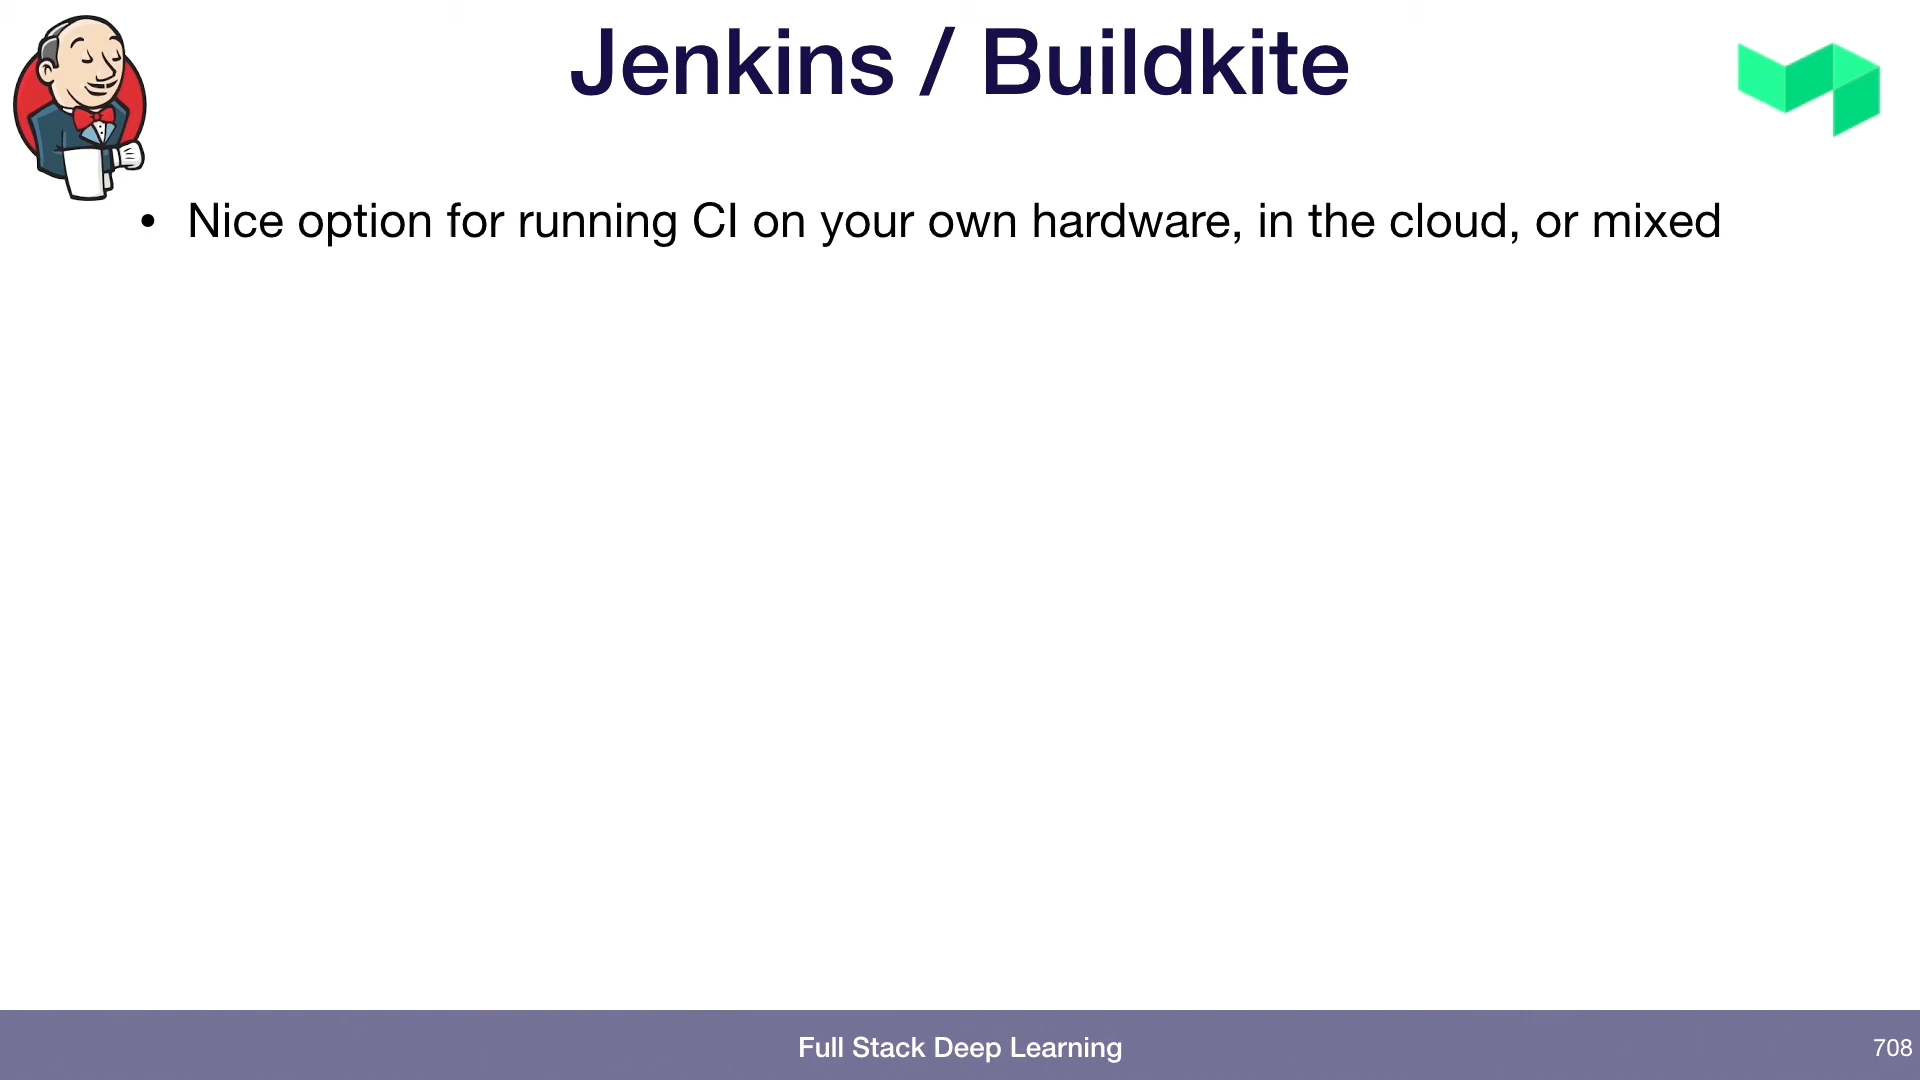 Jenkins / Buildkite
• Nice option for running CI on your own hardware, in the cloud, or mixed
Full Stack Deep Learning
708